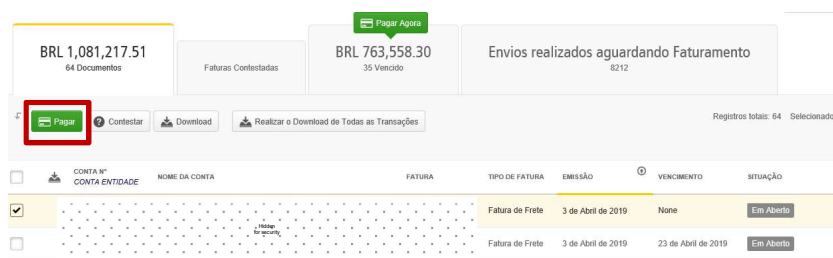 Pagar Agora
BRL 1,081,217.51
64 Documentos
Faturas Contestadas
BRL 763,558.30
35 Vencido
Envios realizados aguardando Faturamento
8212
Pagar
Contestar
Download
Realizar o Download de Todas as Transações
Registros totais: 64 Selecionado
CONTA Nº
CONTA ENTIDADE
NOME DA CONTA
FATURA
TIPO DE FATURA
EMISSÃO
VENCIMENTO
SITUAÇÃO
Hidden
for security
Fatura de Frete 3 de Abril de 2019 None Em Aberto
Fatura de Frete 3 de Abril de 2019 23 de Abril de 2019 Em Aberto